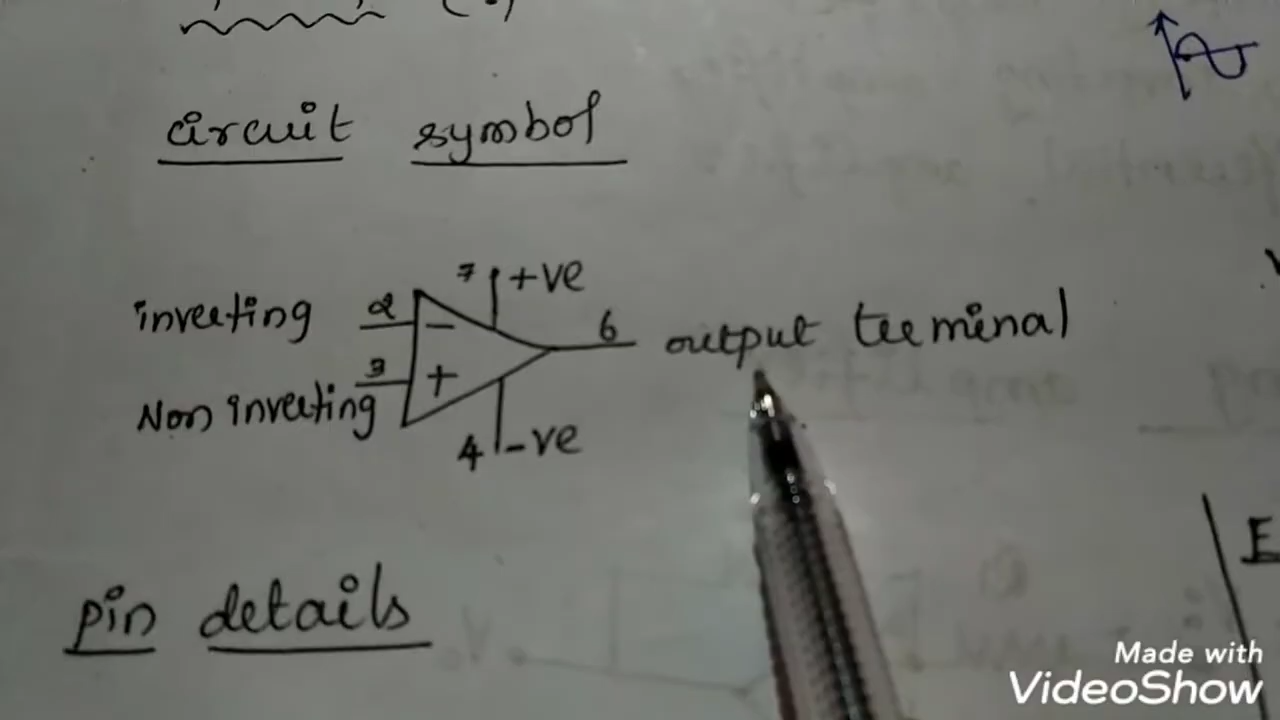 circuit symbol
7 +ve
inverting 2 −
6 output terminal
3 +
Non inverting
4 -ve
pin details
E
Made with
VideoShow